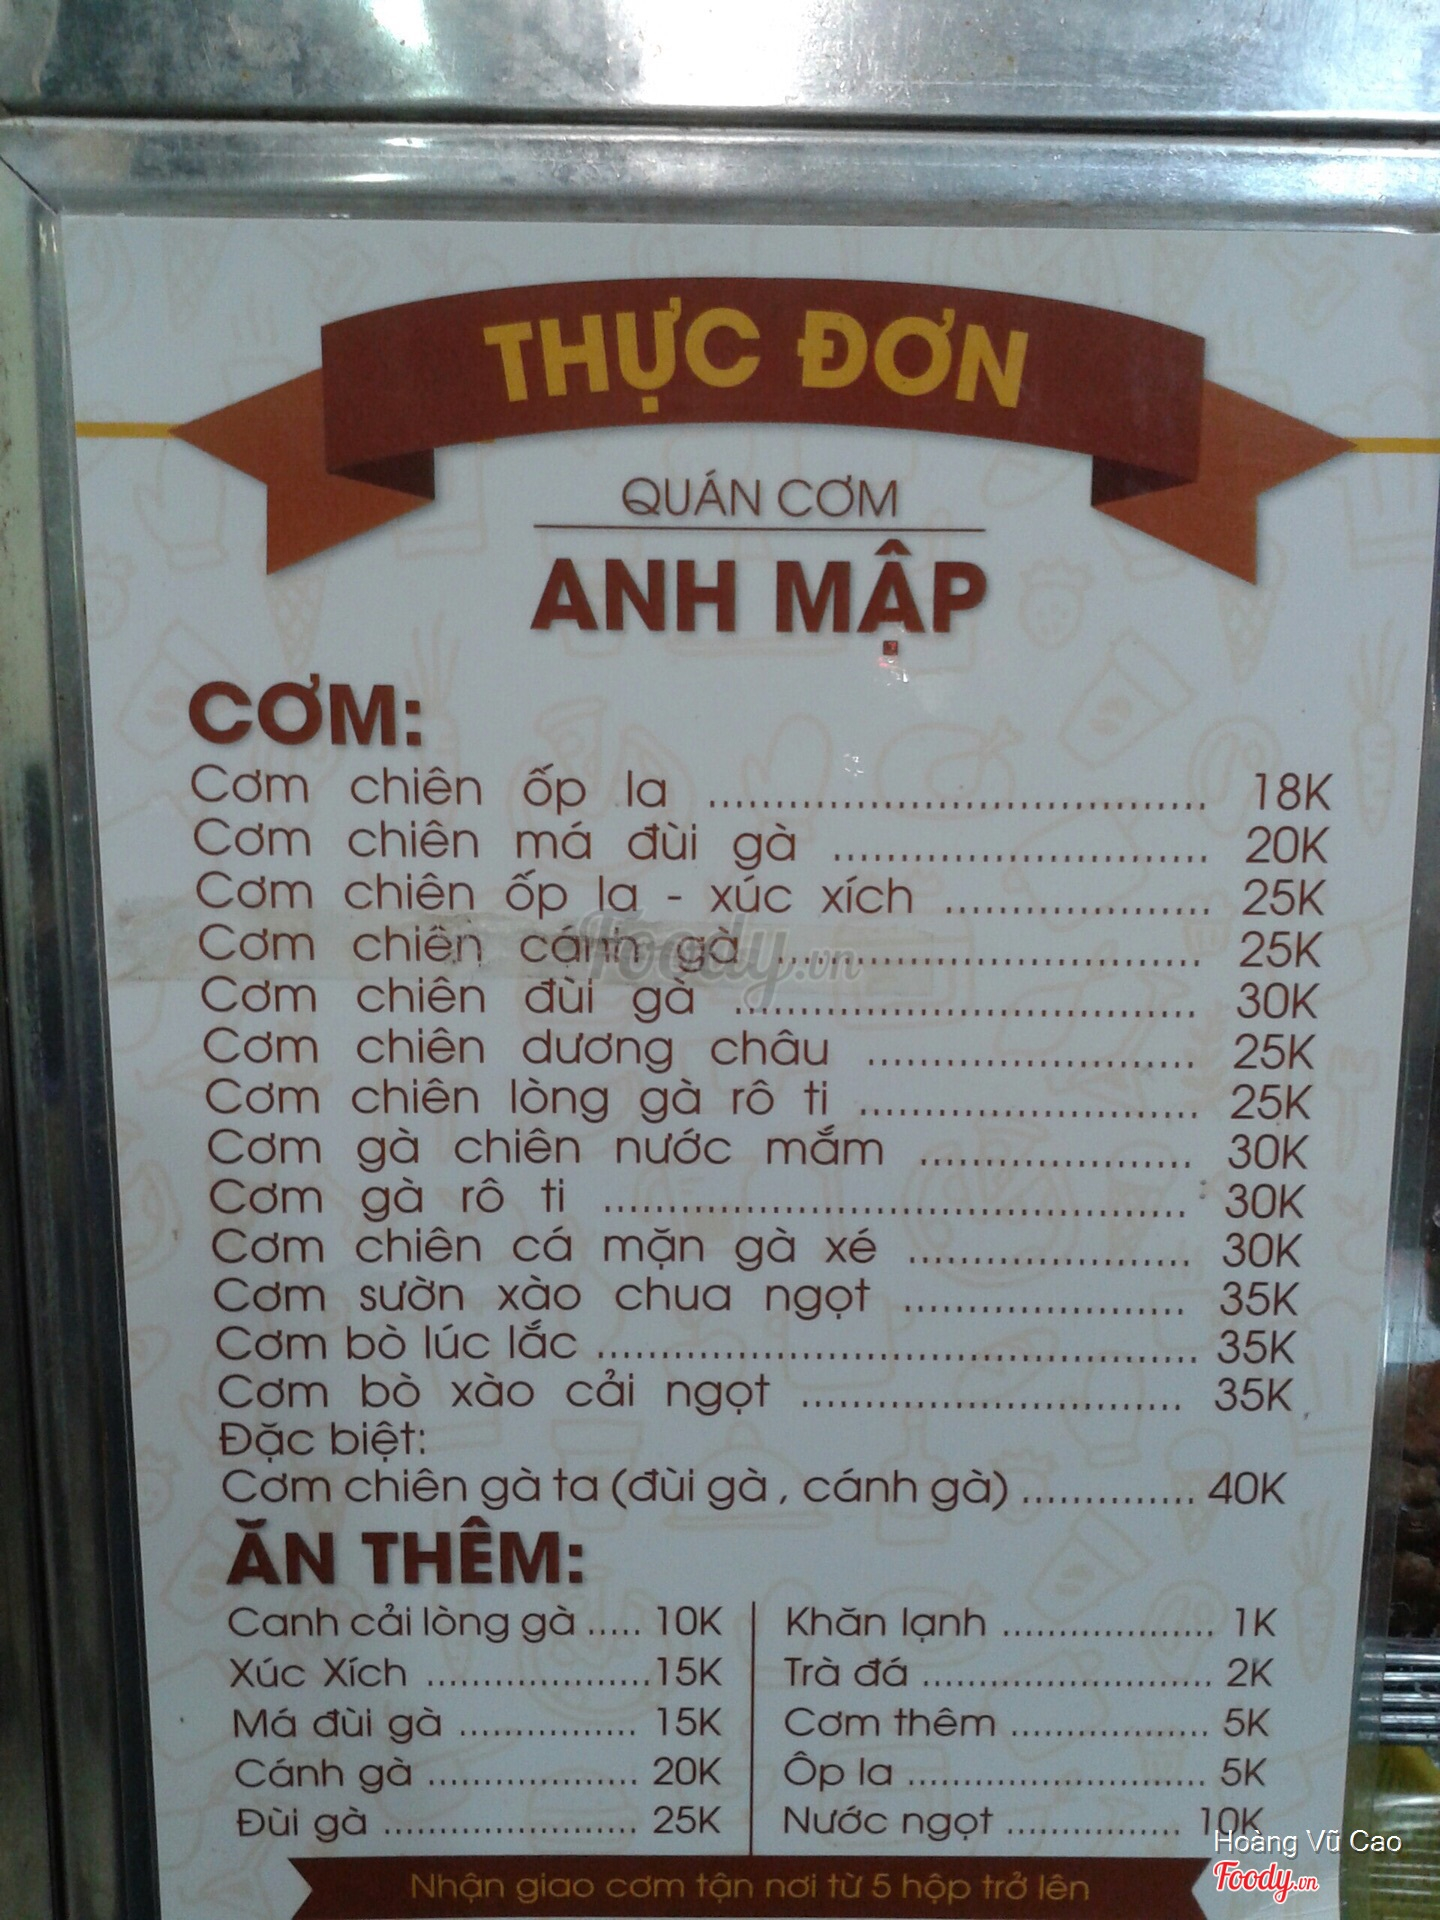 THỰC ĐƠN
QUÁN CƠM
ANH MẬP
CƠM:
Cơm chiên ốp la ........................................ 18K
Cơm chiên má đùi gà .............................. 20K
Cơm chiên ốp la - xúc xích ..................... 25K
Cơm chiên cánh gà .................................. 25K
Cơm chiên đùi gà ..................................... 30K
Cơm chiên dương châu .......................... 25K
Cơm chiên lòng gà rô ti ........................... 25K
Cơm gà chiên nước mắm ...................... 30K
Cơm gà rô ti ............................................... 30K
Cơm chiên cá mặn gà xé ....................... 30K
Cơm sườn xào chua ngọt ....................... 35K
Cơm bò lúc lắc ................................................ 35K
Cơm bò xào cải ngọt ............................... 35K
Đặc biệt:
Cơm chiên gà ta (đùi gà , cánh gà) .............. 40K
ĂN THÊM:
Canh cải lòng gà ..... 10K
Xúc Xích ....................15K
Má đùi gà ................ 15K
Cánh gà ................... 20K
Đùi gà ....................... 25K
Khăn lạnh ................... 1K
Trà đá .......................... 2K
Cơm thêm .................. 5K
Ốp la ........................... 5K
Nước ngọt ................ 10K
Nhận giao cơm tận nơi từ 5 hộp trở lên
Foody.vn
Hoàng Vũ Cao
Foody.vn